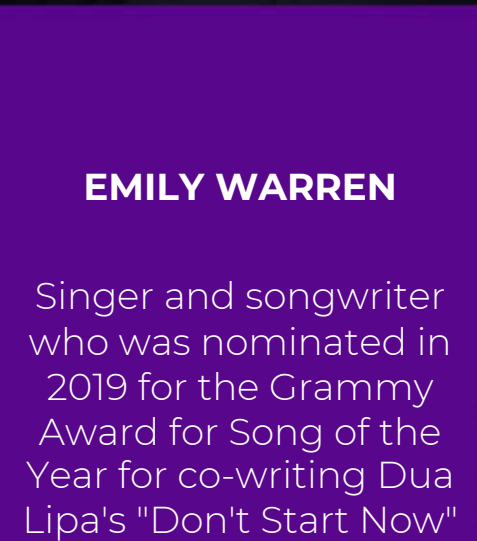 EMILY WARREN
Singer and songwriter
who was nominated in
2019 for the Grammy
Award for Song of the
Year for co-writing Dua
Lipa's "Don't Start Now"